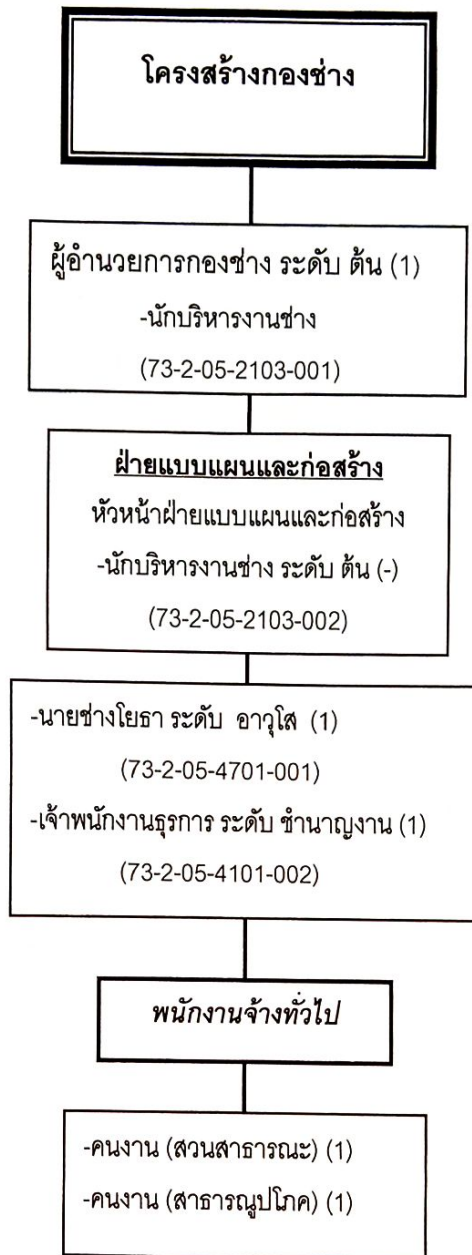 โครงสร้างกองช่าง
ผู้อำนวยการกองช่าง ระดับ ต้น (1)
-นักบริหารงานช่าง
(73-2-05-2103-001)
ฝ่ายแบบแผนและก่อสร้าง
หัวหน้าฝ่ายแบบแผนและก่อสร้าง
-นักบริหารงานช่าง ระดับ ต้น (-)
(73-2-05-2103-002)
-นายช่างโยธา ระดับ อาวุโส (1)
(73-2-05-4701-001)
-เจ้าพนักงานธุรการ ระดับ ชำนาญงาน (1)
(73-2-05-4101-002)
พนักงานจ้างทั่วไป
-คนงาน (สวนสาธารณะ) (1)
-คนงาน (สาธารณูปโภค) (1)